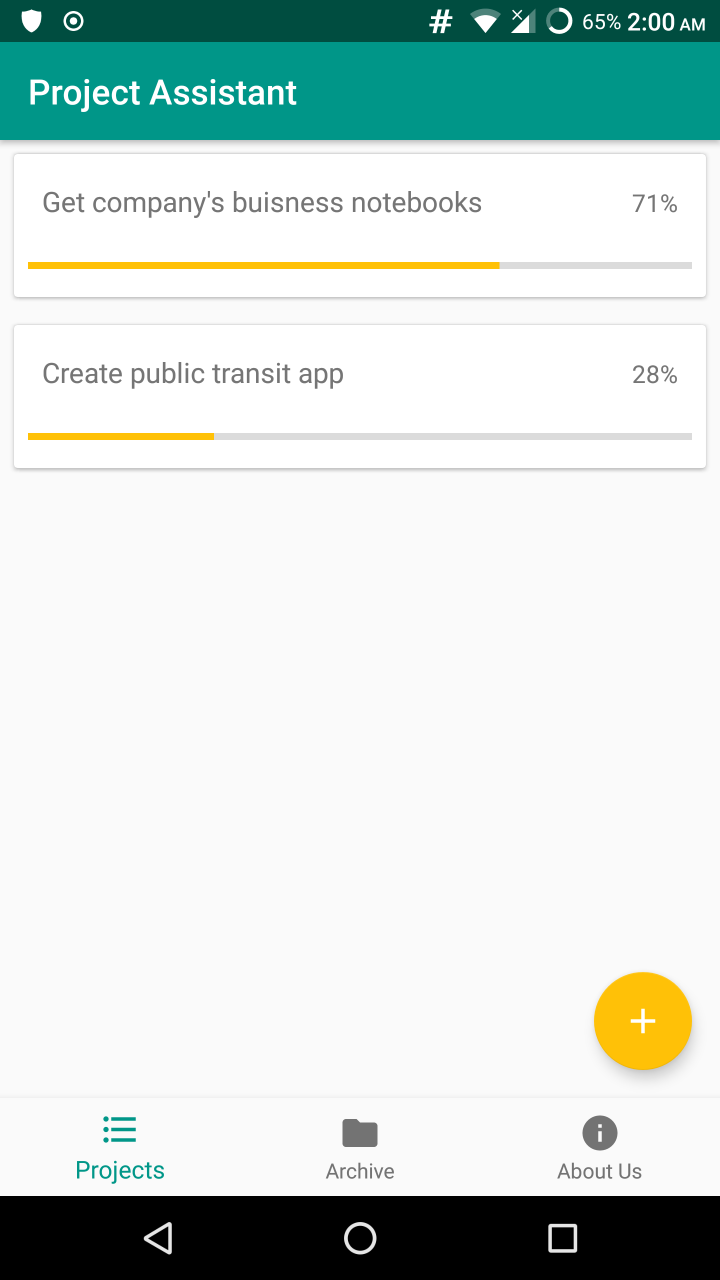 65% 2:00 AM
Project Assistant
Get company's buisness notebooks 71%
Create public transit app 28%
Projects Archive About Us